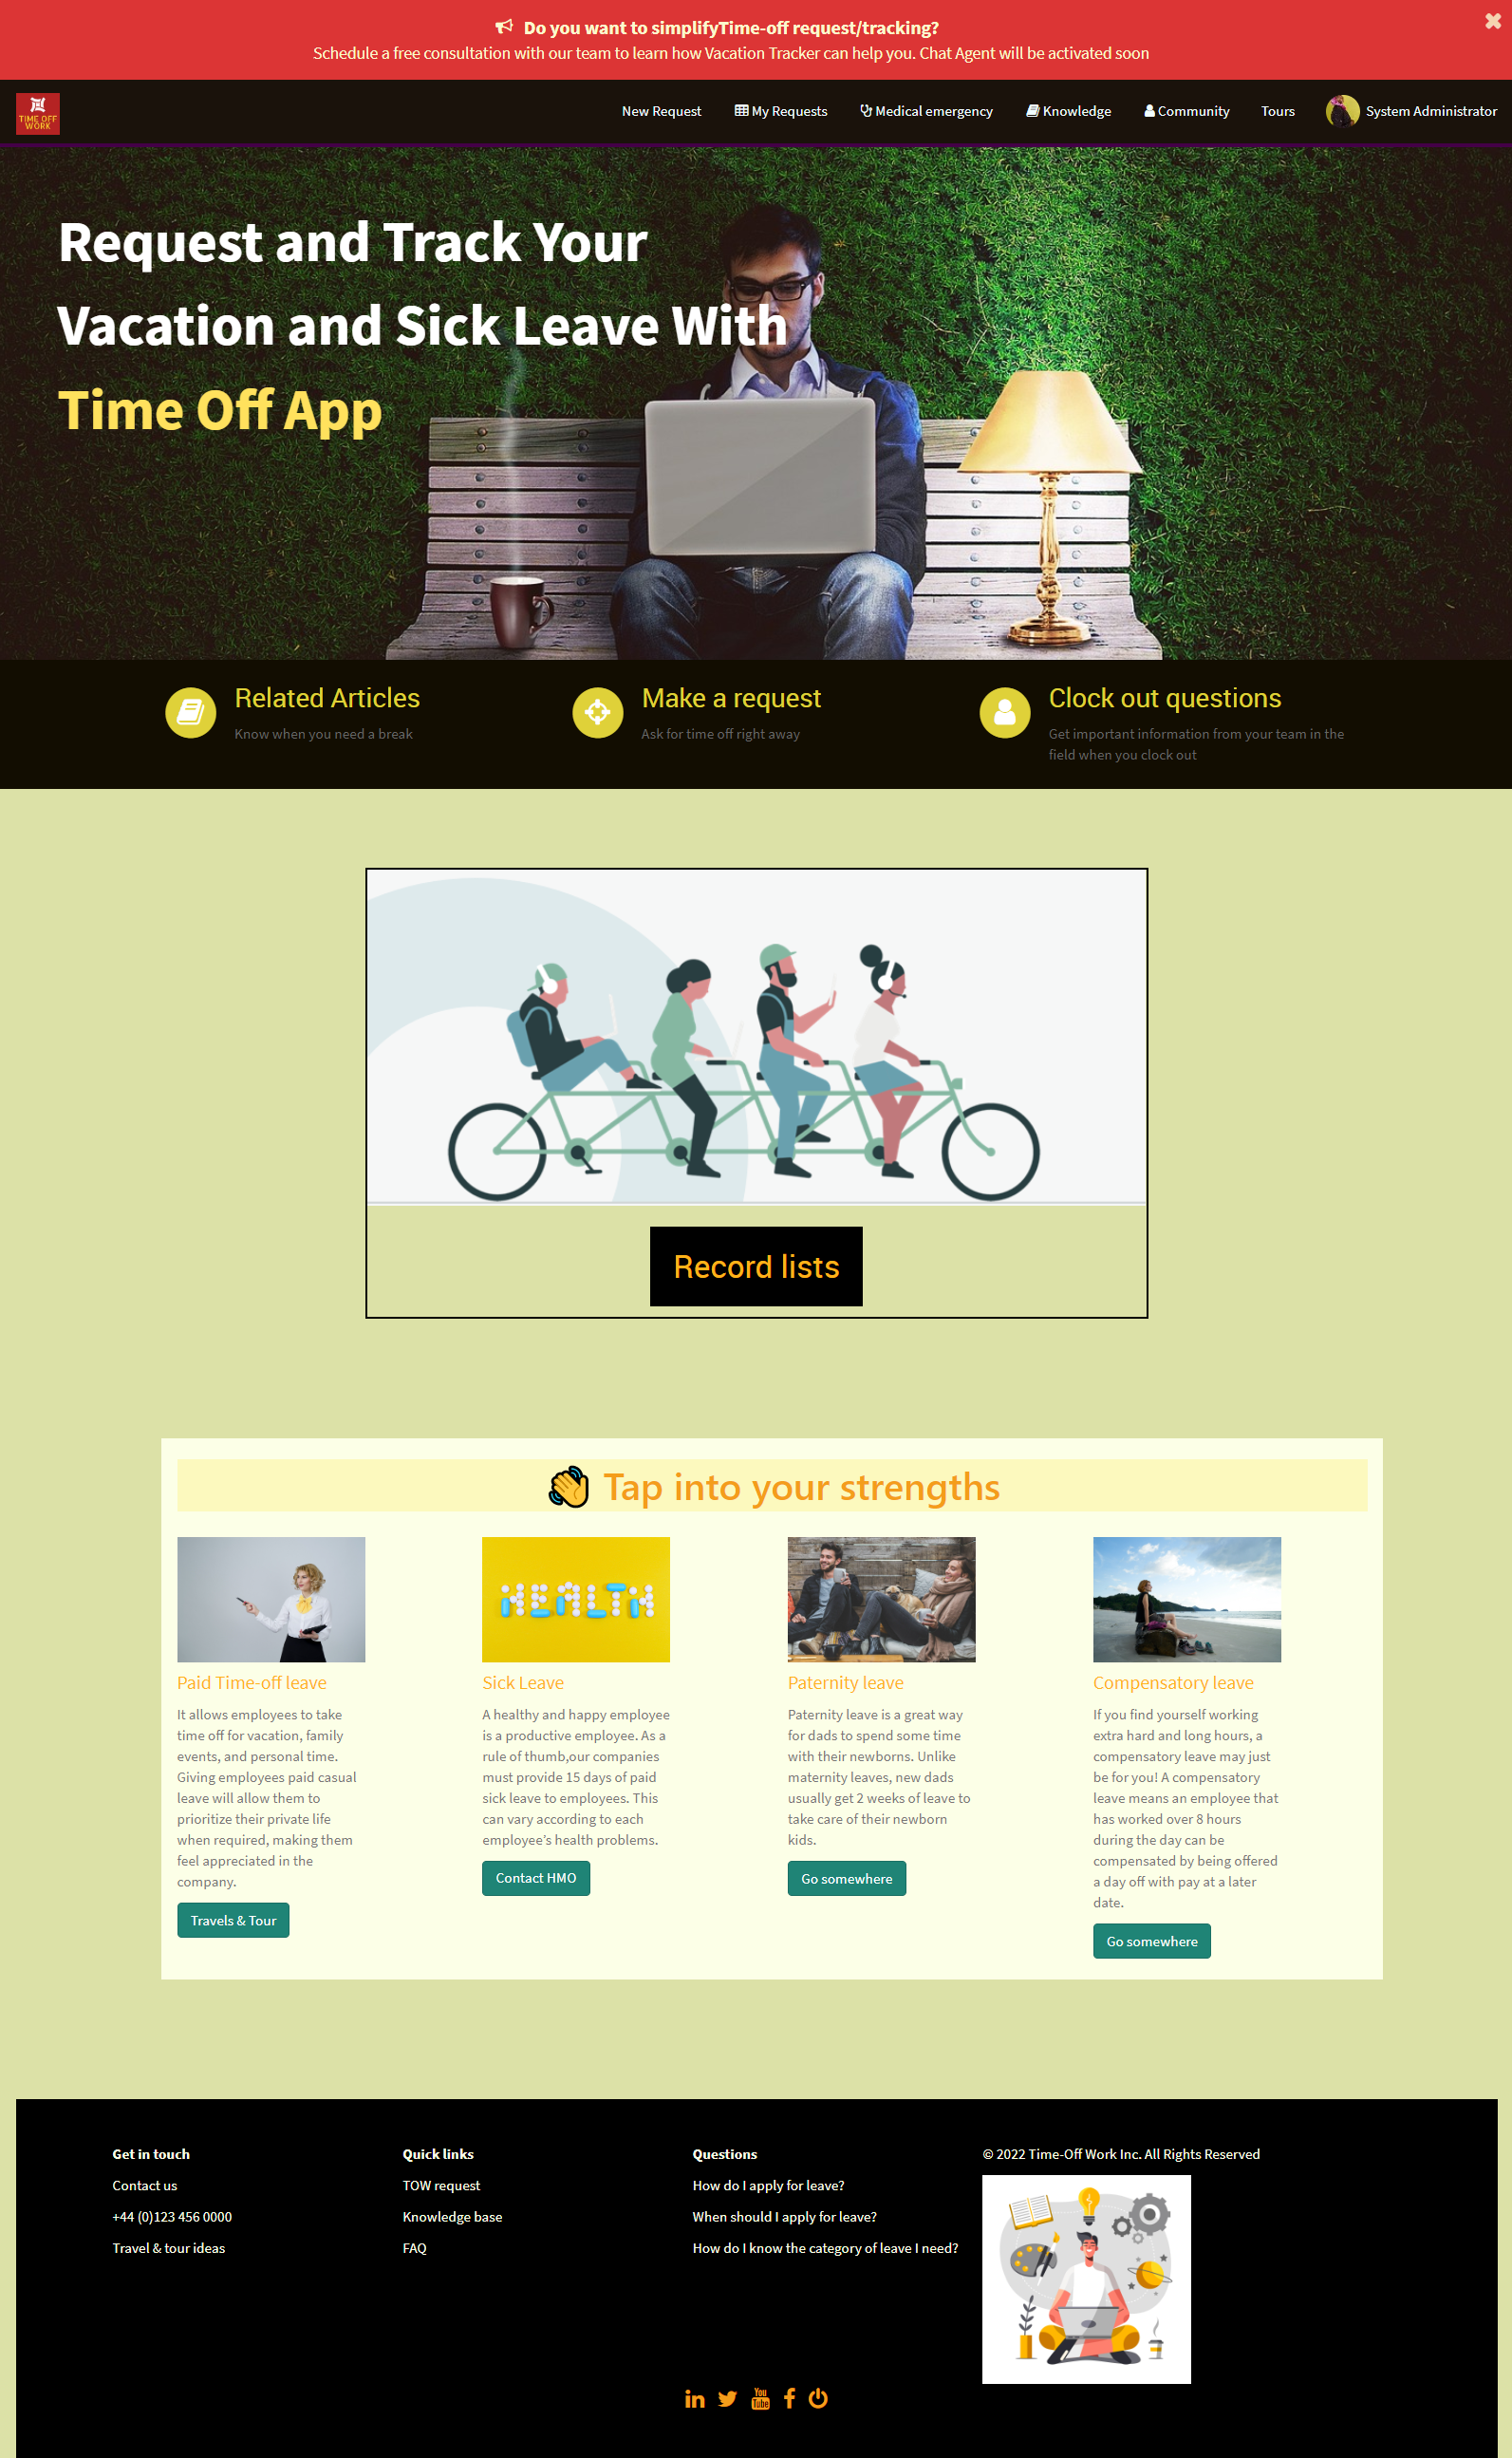 Do you want to simplifyTime-off request/tracking?
Schedule a free consultation with our team to learn how Vacation Tracker can help you. Chat Agent will be activated soon
TIME OFF
WORK
New Request
My Requests
Medical emergency
Knowledge
Community
Tours
System Administrator
Request and Track Your
Vacation and Sick Leave With
Time Off App
Related Articles
Know when you need a break
Make a request
Ask for time off right away
Clock out questions
Get important information from your team in the
field when you clock out
Record lists
Tap into your strengths
HEALTH
Paid Time-off leave
It allows employees to take
time off for vacation, family
events, and personal time.
Giving employees paid casual
leave will allow them to
prioritize their private life
when required, making them
feel appreciated in the
company.
Travels & Tour
Sick Leave
A healthy and happy employee
is a productive employee. As a
rule of thumb,our companies
must provide 15 days of paid
sick leave to employees. This
can vary according to each
employee’s health problems.
Contact HMO
Paternity leave
Paternity leave is a great way
for dads to spend some time
with their newborns. Unlike
maternity leaves, new dads
usually get 2 weeks of leave to
take care of their newborn
kids.
Go somewhere
Compensatory leave
If you find yourself working
extra hard and long hours, a
compensatory leave may just
be for you! A compensatory
leave means an employee that
has worked over 8 hours
during the day can be
compensated by being offered
a day off with pay at a later
date.
Go somewhere
Get in touch
Contact us
+44 (0)123 456 0000
Travel & tour ideas
Quick links
TOW request
Knowledge base
FAQ
Questions
How do I apply for leave?
When should I apply for leave?
How do I know the category of leave I need?
© 2022 Time-Off Work Inc. All Rights Reserved
in
You
Tube
f